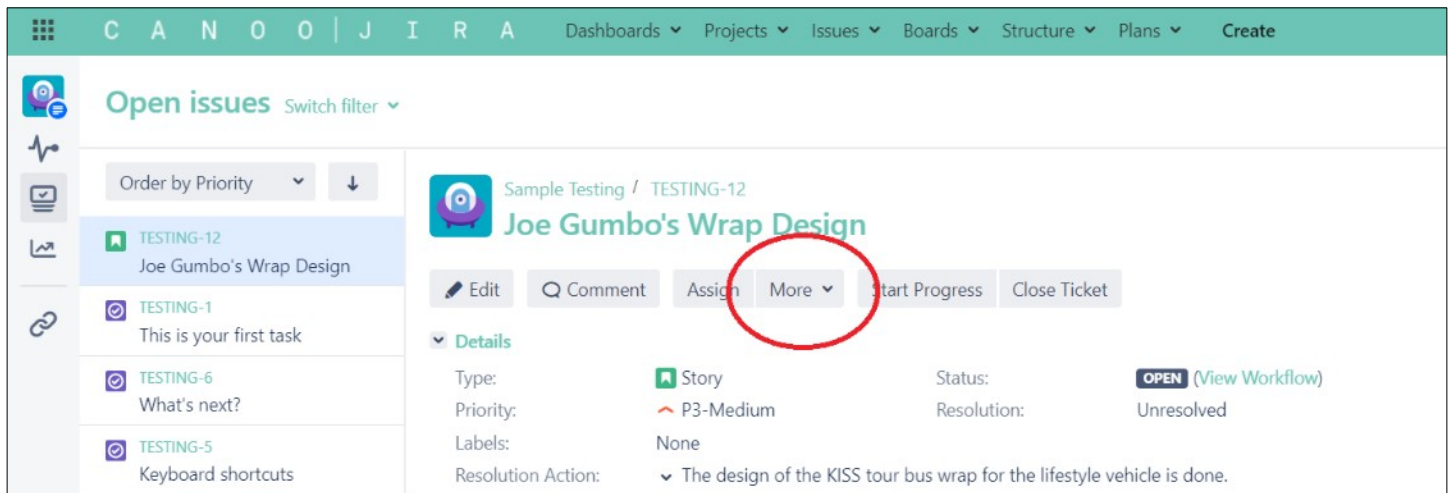 C A N O O | J I R A Dashboards Projects Issues Boards Structure Plans Create
Open issues Switch filter
Order by Priority
TESTING-12
Joe Gumbo's Wrap Design
TESTING-1
This is your first task
TESTING-6
What's next?
TESTING-5
Keyboard shortcuts
Sample Testing / TESTING-12
Joe Gumbo's Wrap Design
Edit Comment Assign More Start Progress Close Ticket
Details
Type: Story Status: OPEN (View Workflow)
Priority: P3-Medium Resolution: Unresolved
Labels: None
Resolution Action: The design of the KISS tour bus wrap for the lifestyle vehicle is done.